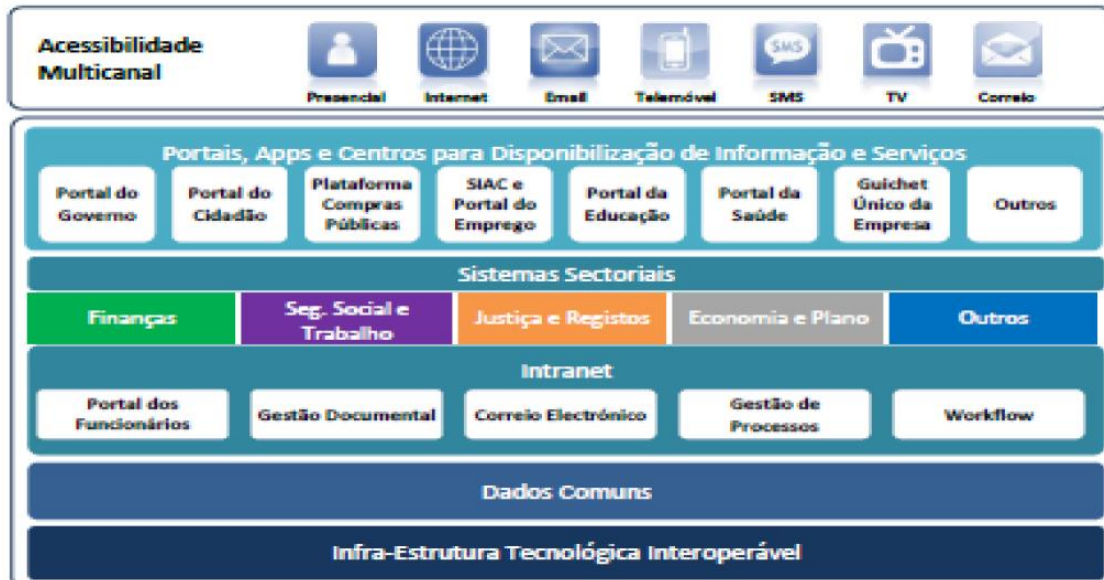 Acessibilidade
Multicanal
SMS
Presencial
Internet
Email
Telemóvel
SMS
TV
Correio
Portais, Apps e Centros para Disponibilização de Informação e Serviços
Portal do
Governo
Portal do
Cidadão
Plataforma
Compras
Públicas
SIAC e
Portal do
Emprego
Portal da
Educação
Portal da
Saúde
Guichet
Único da
Empresa
Outros
Sistemas Sectoriais
Finanças
Seg. Social e
Trabalho
Justiça e Registos
Economia e Plano
Outros
Intranet
Portal dos
Funcionários
Gestão Documental
Correio Electrónico
Gestão de
Processos
Workflow
Dados Comuns
Infra-Estrutura Tecnológica Interoperável